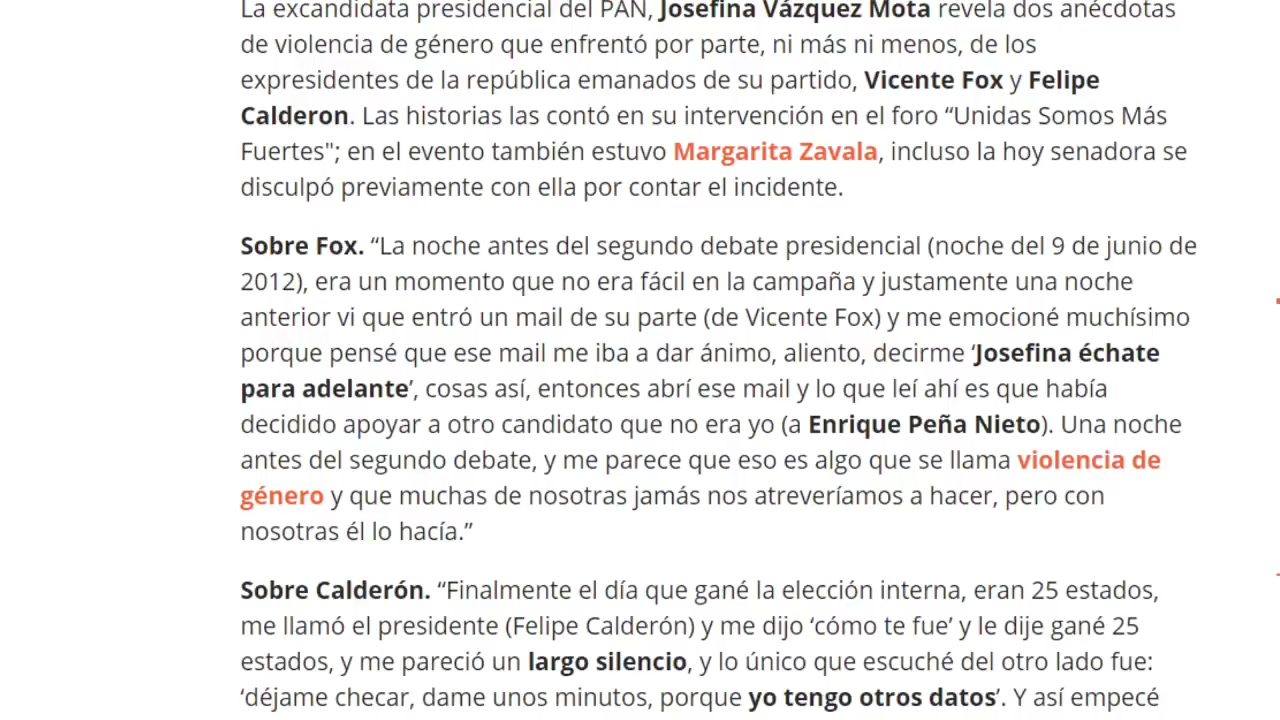 La excandidata presidencial del PAN, Josefina Vázquez Mota revela dos anécdotas
de violencia de género que enfrentó por parte, ni más ni menos, de los
expresidentes de la república emanados de su partido, Vicente Fox y Felipe
Calderon. Las historias las contó en su intervención en el foro “Unidas Somos Más
Fuertes"; en el evento también estuvo Margarita Zavala, incluso la hoy senadora se
disculpó previamente con ella por contar el incidente.
Sobre Fox. “La noche antes del segundo debate presidencial (noche del 9 de junio de
2012), era un momento que no era fácil en la campaña y justamente una noche
anterior vi que entró un mail de su parte (de Vicente Fox) y me emocioné muchísimo
porque pensé que ese mail me iba a dar ánimo, aliento, decirme ‘Josefina échate
para adelante’, cosas así, entonces abrí ese mail y lo que leí ahí es que había
decidido apoyar a otro candidato que no era yo (a Enrique Peña Nieto). Una noche
antes del segundo debate, y me parece que eso es algo que se llama violencia de
género y que muchas de nosotras jamás nos atreveríamos a hacer, pero con
nosotras él lo hacía.”
Sobre Calderón. “Finalmente el día que gané la elección interna, eran 25 estados,
me llamó el presidente (Felipe Calderón) y me dijo ‘cómo te fue’ y le dije gané 25
estados, y me pareció un largo silencio, y lo único que escuché del otro lado fue:
‘déjame checar, dame unos minutos, porque yo tengo otros datos’. Y así empecé